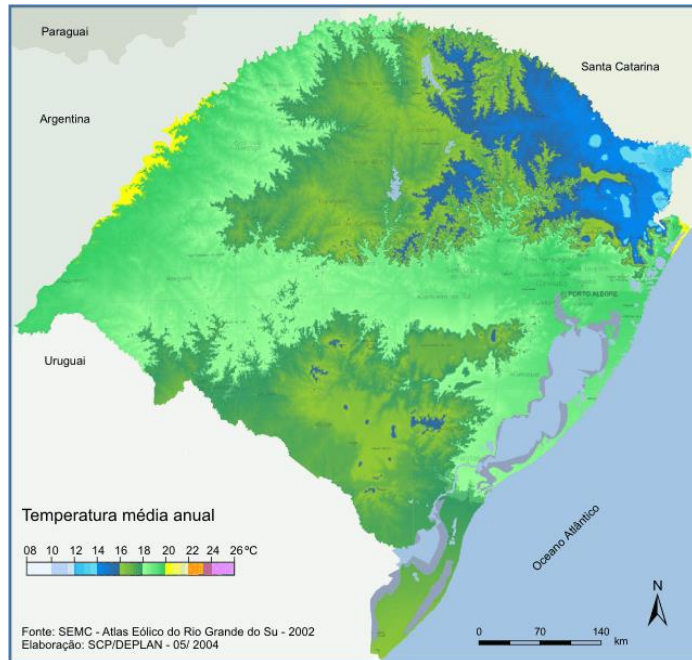 Paraguai
Santa Catarina
Argentina
PORTO ALEGRE
Uruguai
Temperatura média anual
08 10 12 14 16 18 20 22 24 26°C
Oceano Atlântico
N
Fonte: SEMC - Atlas Eólico do Rio Grande do Su - 2002
Elaboração: SCP/DEPLAN - 05/ 2004
0 70 140
km